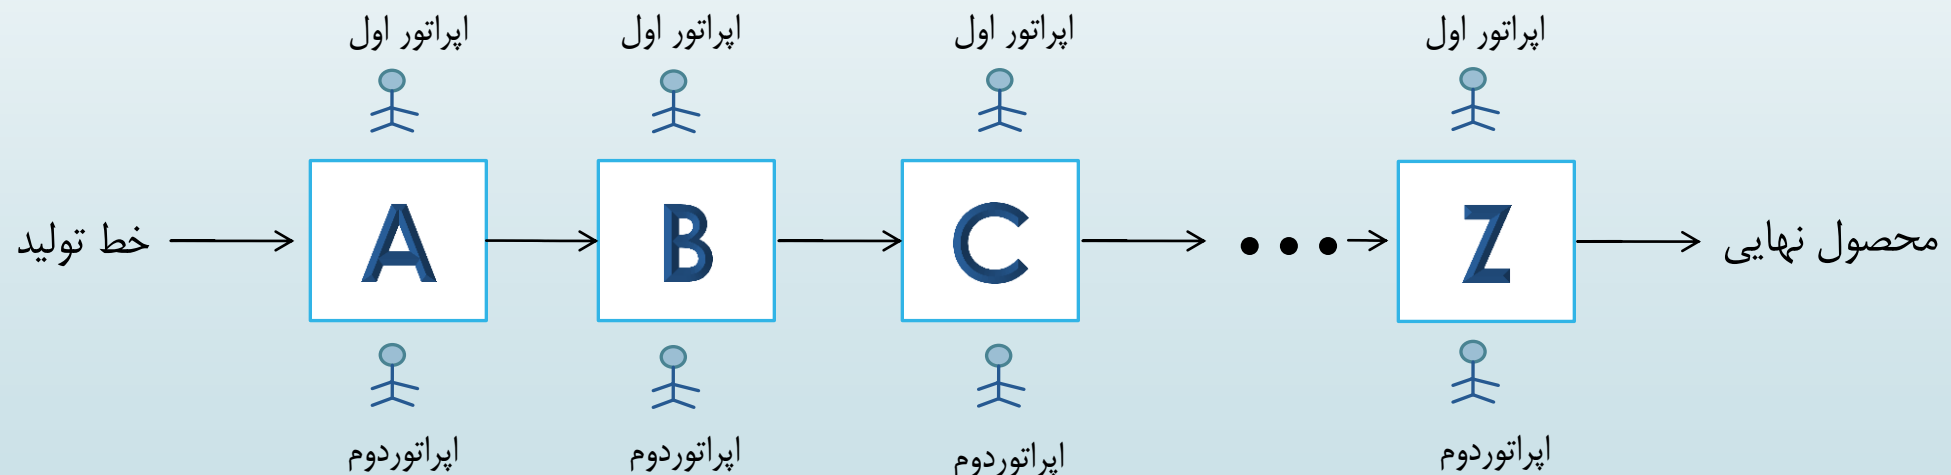 اپراتور اول
اپراتور اول
اپراتور اول
اپراتور اول
خط تولید
A
B
C
•••
Z
محصول نهایی
اپراتوردوم
اپراتوردوم
اپراتوردوم
اپراتوردوم